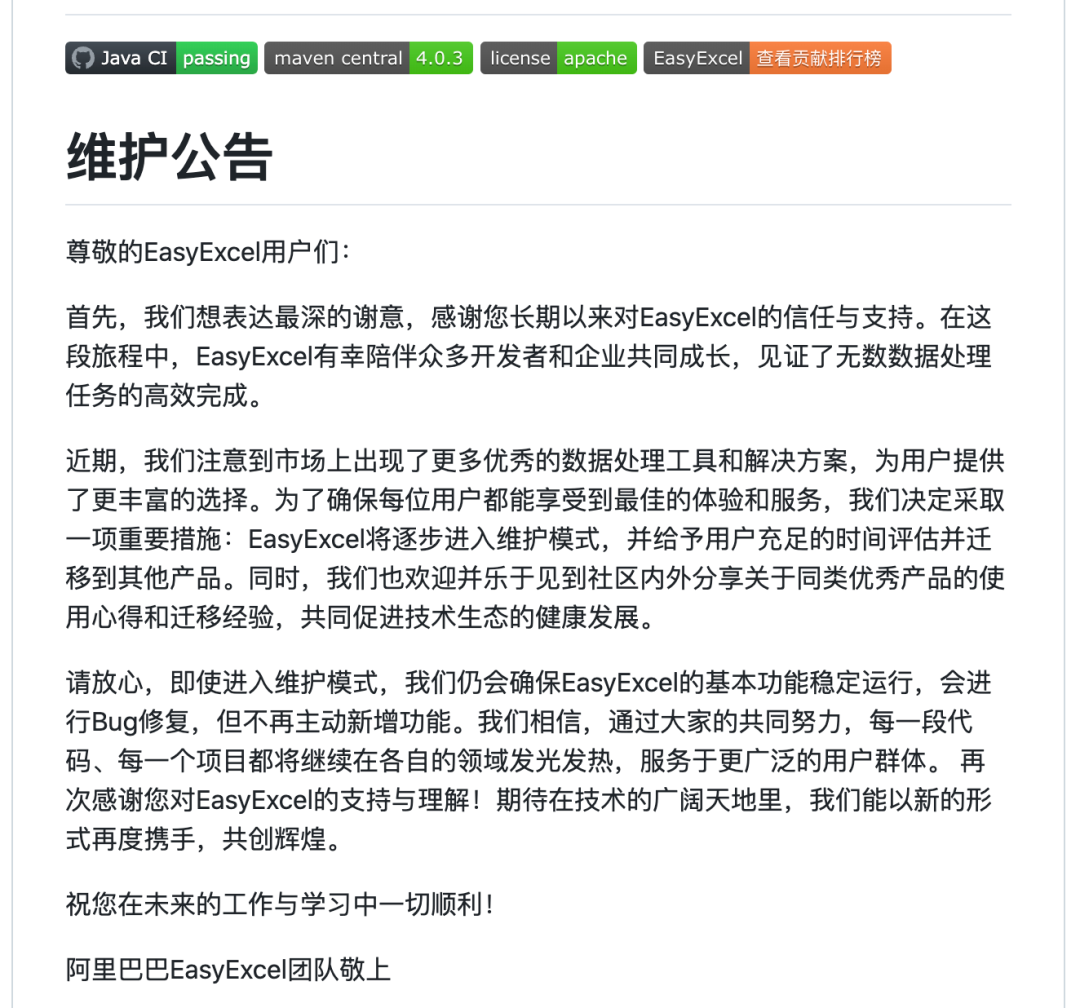 Java CI passing maven central 4.0.3 license apache EasyExcel 查看贡献排行榜
维护公告
尊敬的EasyExcel用户们：
首先，我们想表达最深的谢意，感谢您长期以来对EasyExcel的信任与支持。在这
段旅程中，EasyExcel有幸陪伴众多开发者和企业共同成长，见证了无数数据处理
任务的高效完成。
近期，我们注意到市场上出现了更多优秀的数据处理工具和解决方案，为用户提供
了更丰富的选择。为了确保每位用户都能享受到最佳的体验和服务，我们决定采取
一项重要措施：EasyExcel将逐步进入维护模式，并给予用户充足的时间评估并迁
移到其他产品。同时，我们也欢迎并乐于见到社区内外分享关于同类优秀产品的使
用心得和迁移经验，共同促进技术生态的健康发展。
请放心，即使进入维护模式，我们仍会确保EasyExcel的基本功能稳定运行，会进
行Bug修复，但不再主动新增功能。我们相信，通过大家的共同努力，每一段代
码、每一个项目都将继续在各自的领域发光发热，服务于更广泛的用户群体。 再
次感谢您对EasyExcel的支持与理解！期待在技术的广阔天地里，我们能以新的形
式再度携手，共创辉煌。
祝您在未来的工作与学习中一切顺利！
阿里巴巴EasyExcel团队敬上